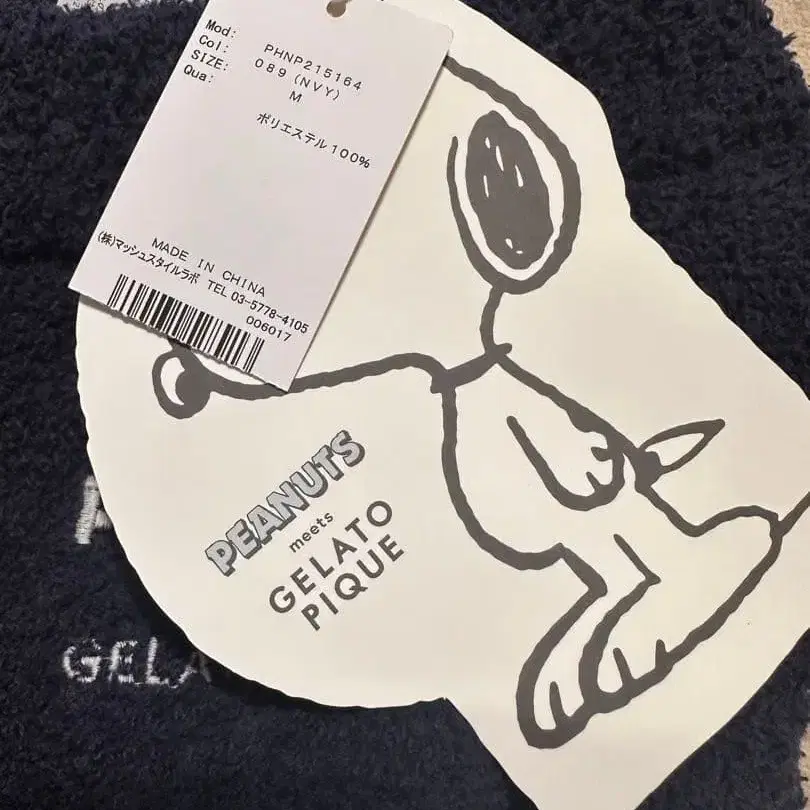 Mod: PHNP215164
Col: 089 (NVY)
SIZE: M
Qua:
ポリエステル100%
MADE IN CHINA
(株)マッシュスタイルラボ TEL 03-5778-4105
006017
PEANUTS
meets
GELATO
PIQUE
GELA